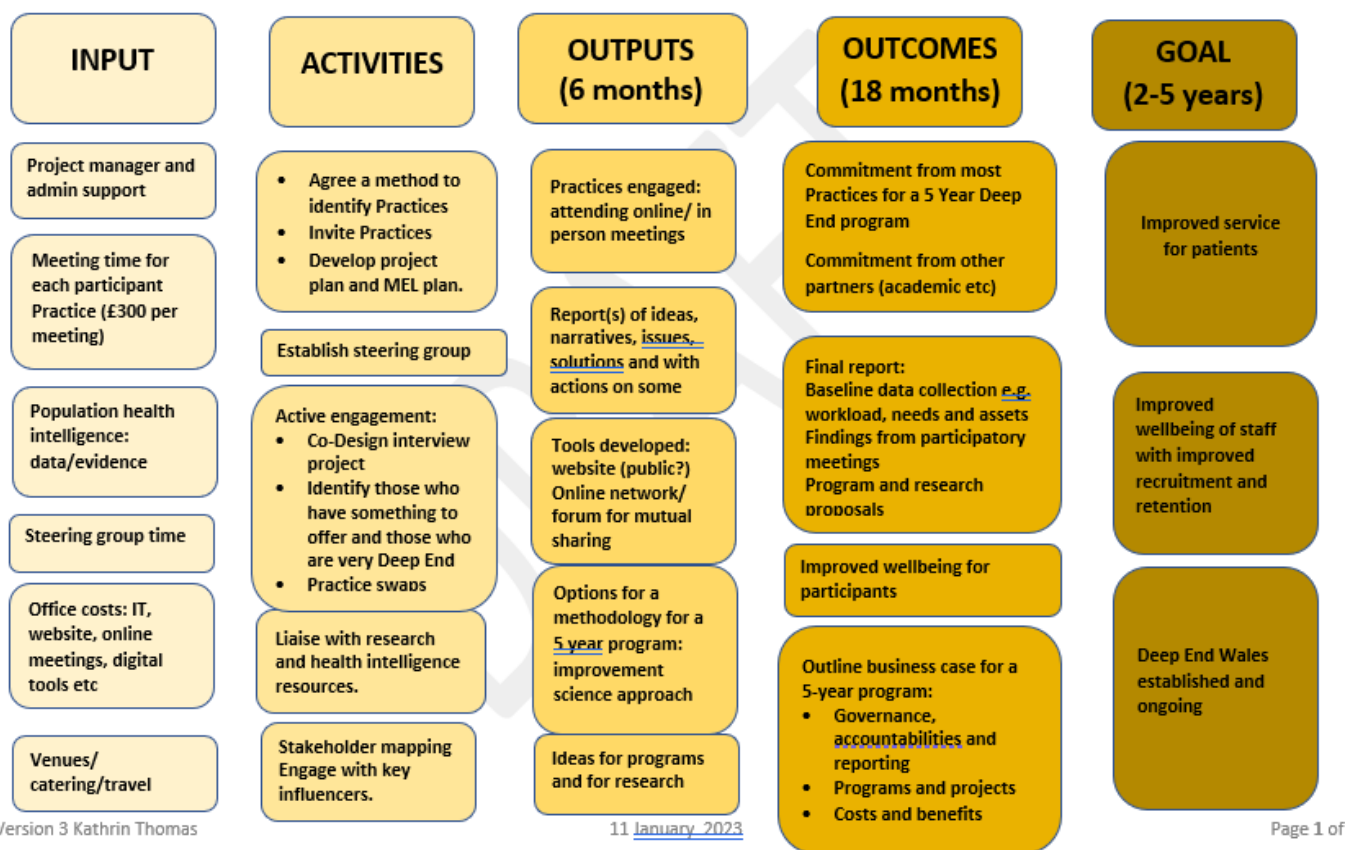 INPUT
Project manager and
admin support
Meeting time for
each participant
Practice (£300 per
meeting)
Population health
intelligence:
data/evidence
Steering group time
Office costs: IT,
website, online
meetings, digital
tools etc
Venues/
catering/travel
ACTIVITIES
• Agree a method to
identify Practices
• Invite Practices
• Develop project
plan and MEL plan.
Establish steering group
Active engagement:
• Co-Design interview
project
• Identify those who
have something to
offer and those who
are very Deep End
• Practice swaps
Liaise with research
and health intelligence
resources.
Stakeholder mapping
Engage with key
influencers.
OUTPUTS
(6 months)
Practices engaged:
attending online/ in
person meetings
Report(s) of ideas,
narratives, issues,
solutions and with
actions on some
Tools developed:
website (public?)
Online network/
forum for mutual
sharing
Options for a
methodology for a
5 year program:
improvement
science approach
Ideas for programs
and for research
OUTCOMES
(18 months)
Commitment from most
Practices for a 5 Year Deep
End program
Commitment from other
partners (academic etc)
Final report:
Baseline data collection e.g.
workload, needs and assets
Findings from participatory
meetings
Program and research
proposals
Improved wellbeing for
participants
Outline business case for a
5-year program:
• Governance,
accountabilities and
reporting
• Programs and projects
• Costs and benefits
GOAL
(2-5 years)
Improved service
for patients
Improved
wellbeing of staff
with improved
recruitment and
retention
Deep End Wales
established and
ongoing
DRAFT
Version 3 Kathrin Thomas
11 January 2023
Page 1 of